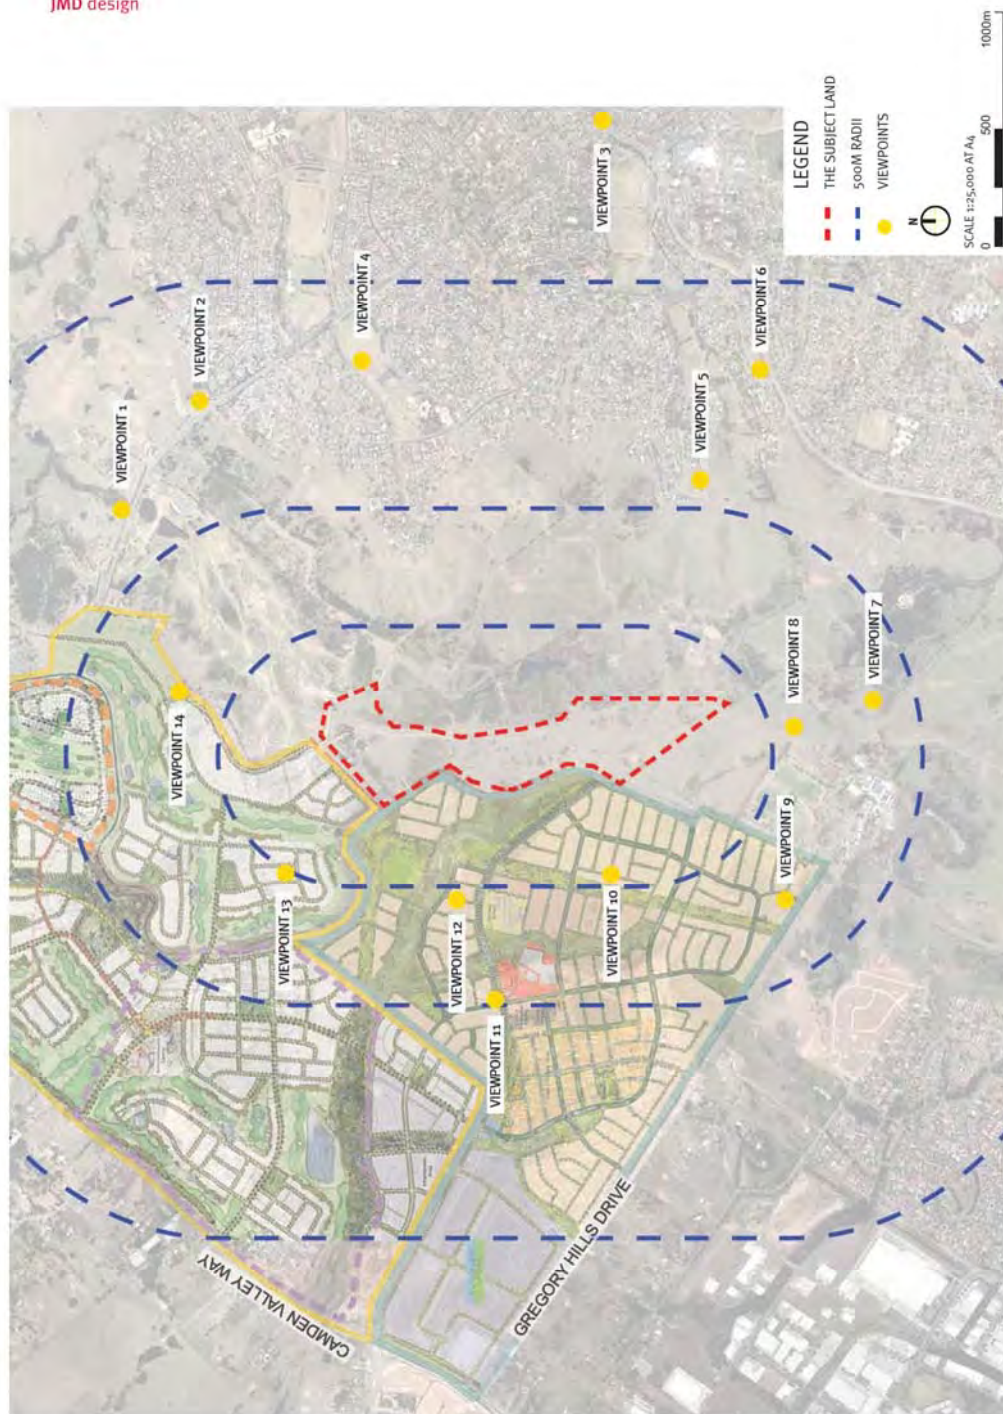 JMD design
VIEWPOINT 1
VIEWPOINT 2
VIEWPOINT 3
VIEWPOINT 4
VIEWPOINT 5
VIEWPOINT 6
VIEWPOINT 7
VIEWPOINT 8
VIEWPOINT 9
VIEWPOINT 10
VIEWPOINT 11
VIEWPOINT 12
VIEWPOINT 13
VIEWPOINT 14
CAMDEN VALLEY WAY
GREGORY HILLS DRIVE
LEGEND
THE SUBJECT LAND
500M RADII
VIEWPOINTS
N
SCALE 1:25,000 AT A4
0 500 1000m